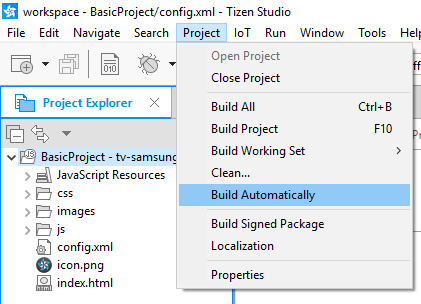 workspace - BasicProject/config.xml - Tizen Studio
File Edit Navigate Search Project IoT Run Window Tools Help
Open Project
Close Project
Build All Ctrl+B
Build Project F10
Build Working Set
Clean...
Build Automatically
Build Signed Package
Localization
Properties
010
Project Explorer
BasicProject - tv-samsung
JavaScript Resources
css
images
js
config.xml
icon.png
index.html